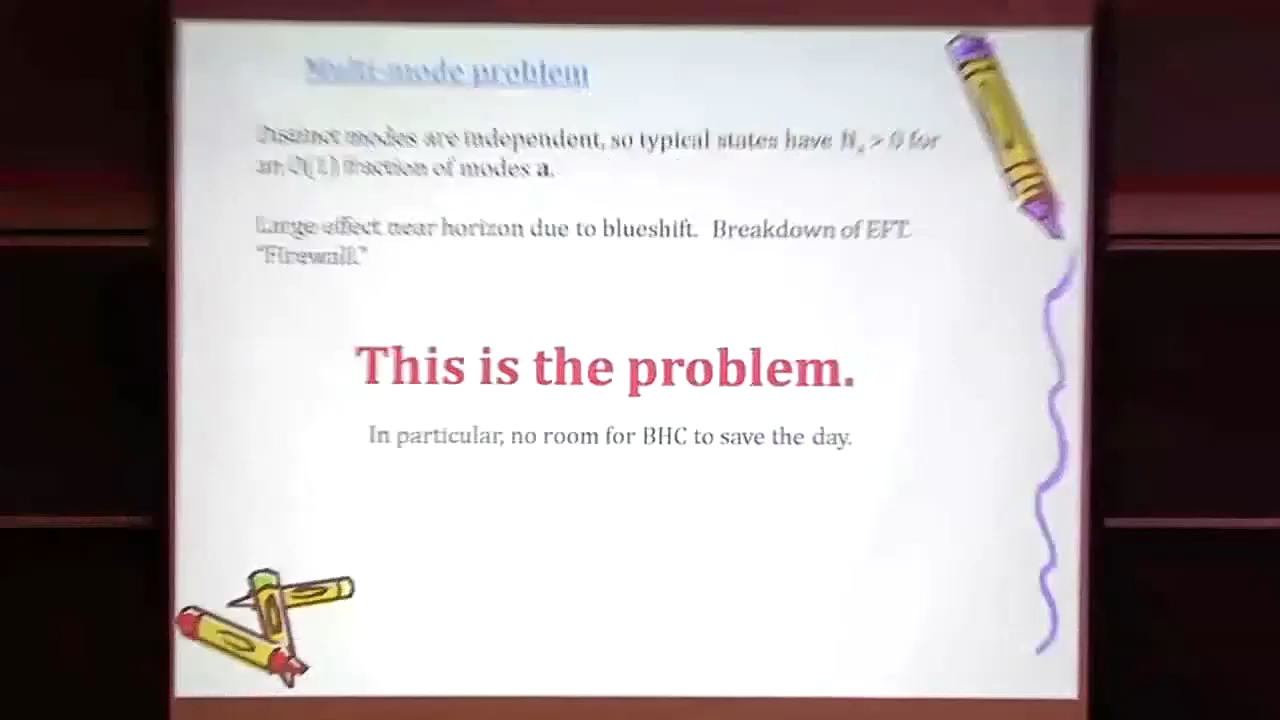 Multi-mode problem
Distinct modes are independent, so typical states have Nₐ > 0 for
an O(1) fraction of modes a.
Large effect near horizon due to blueshift. Breakdown of EFT.
"Firewall."
This is the problem.
In particular, no room for BHC to save the day.